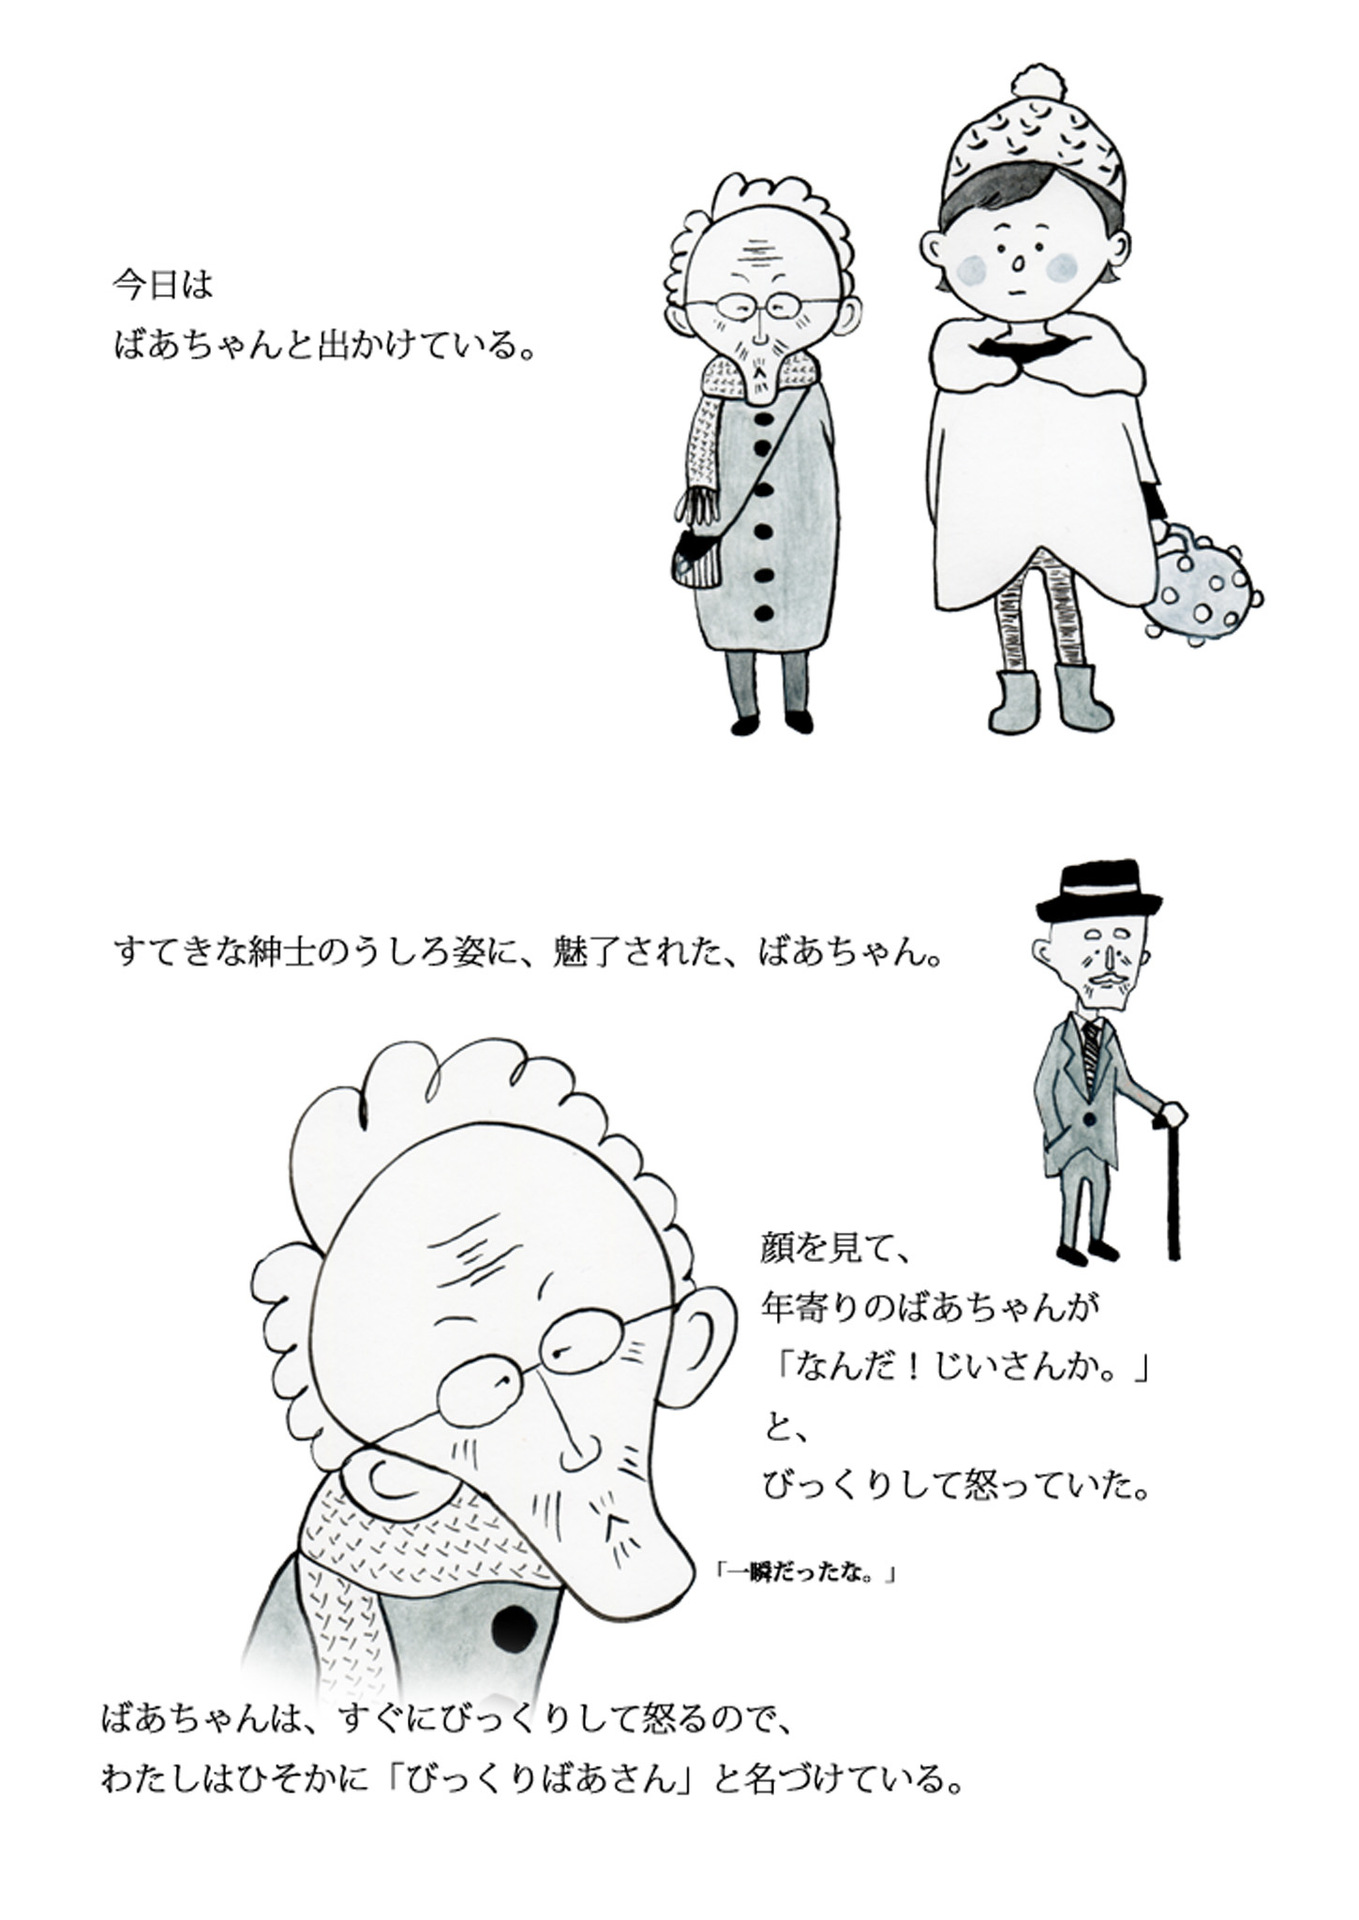 今日は
ばあちゃんと出かけている。
すてきな紳士のうしろ姿に、魅了された、ばあちゃん。
顔を見て、
年寄りのばあちゃんが
「なんだ！じいさんか。」
と、
びっくりして怒っていた。
「一瞬だったな。」
ばあちゃんは、すぐにびっくりして怒るので、
わたしはひそかに「びっくりばあさん」と名づけている。